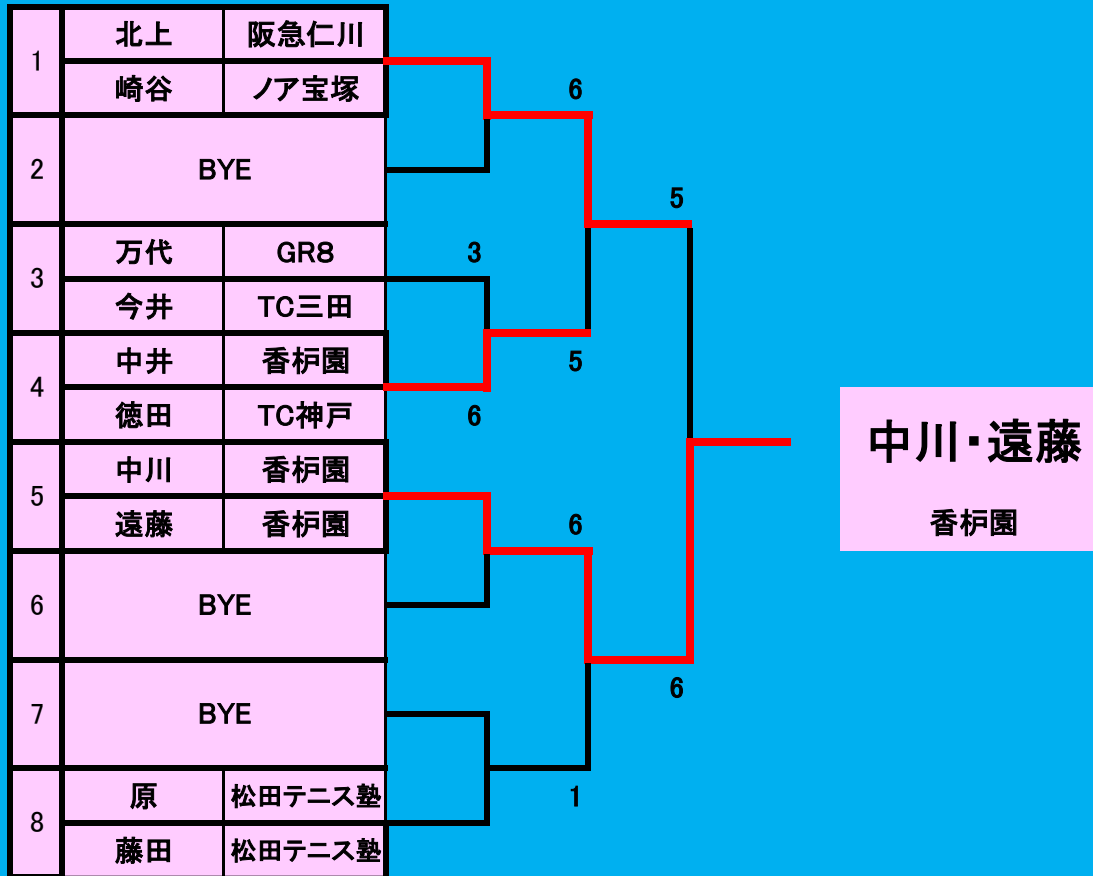 1
北上 阪急仁川
崎谷 ノア宝塚
6
2
BYE
5
3
万代 GR8
3
今井 TC三田
5
4
中井 香枦園
徳田 TC神戸
6
中川・遠藤
香枦園
5
中川 香枦園
遠藤 香枦園
6
6
BYE
6
7
BYE
1
8
原 松田テニス塾
藤田 松田テニス塾